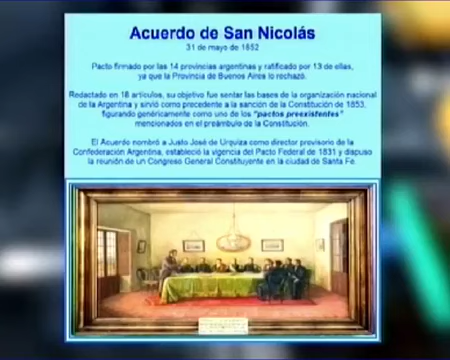 Acuerdo de San Nicolás
31 de mayo de 1852
Pacto firmado por las 14 provincias argentinas y ratificado por 13 de ellas,
ya que la Provincia de Buenos Aires lo rechazó.
Redactado en 18 artículos, su objetivo fue sentar las bases de la organización nacional
de la Argentina y sirvió como precedente a la sanción de la Constitución de 1853,
figurando genéricamente como uno de los "pactos preexistentes"
mencionados en el preámbulo de la Constitución.
El Acuerdo nombró a Justo José de Urquiza como director provisorio de la
Confederación Argentina, estableció la vigencia del Pacto Federal de 1831 y dispuso
la reunión de un Congreso General Constituyente en la ciudad de Santa Fe.